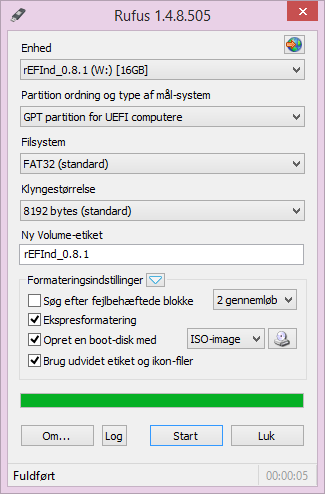 Rufus 1.4.8.505
Enhed
rEFInd_0.8.1 (W:) [16GB]
Partition ordning og type af mål-system
GPT partition for UEFI computere
Filsystem
FAT32 (standard)
Klyngestørrelse
8192 bytes (standard)
Ny Volume-etiket
rEFInd_0.8.1
Formateringsindstillinger
Søg efter fejlbehæftede blokke 2 gennemløb
Ekspresformatering
Opret en boot-disk med ISO-image
Brug udvidet etiket og ikon-filer
Om... Log Start Luk
Fuldført 00:00:05